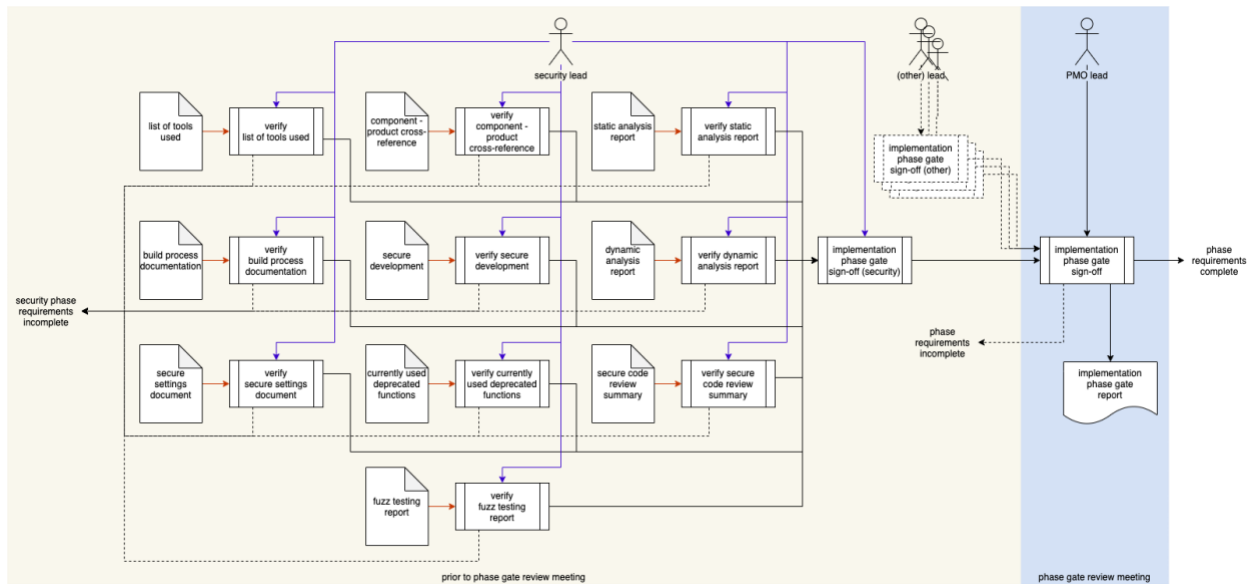 security lead
(other) lead
PMO lead
list of tools
used
verify
list of tools used
component -
product cross-
reference
verify
component -
product
cross-reference
static analysis
report
verify static
analysis report
implementation
phase gate
sign-off (other)
build process
documentation
verify
build process
documentation
secure
development
verify secure
development
dynamic
analysis
report
verify dynamic
analysis report
implementation
phase gate
sign-off (security)
implementation
phase gate
sign-off
phase
requirements
complete
security phase
requirements
incomplete
phase
requirements
incomplete
secure
settings
document
verify
secure settings
document
currently used
deprecated
functions
verify currently
used deprecated
functions
secure code
review
summary
verify secure
code review
summary
implementation
phase gate
report
fuzz testing
report
verify
fuzz testing
report
prior to phase gate review meeting
phase gate review meeting